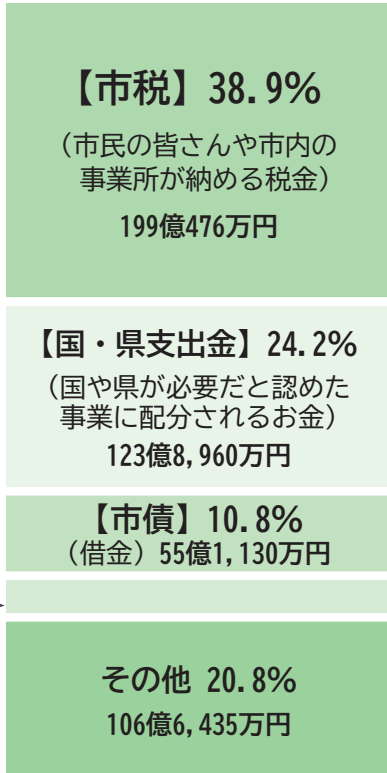 【市税】38.9%
(市民の皆さんや市内の
事業所が納める税金)
199億476万円
【国・県支出金】24.2%
(国や県が必要だと認めた
事業に配分されるお金)
123億8,960万円
【市債】10.8%
(借金)55億1,130万円
その他 20.8%
106億6,435万円